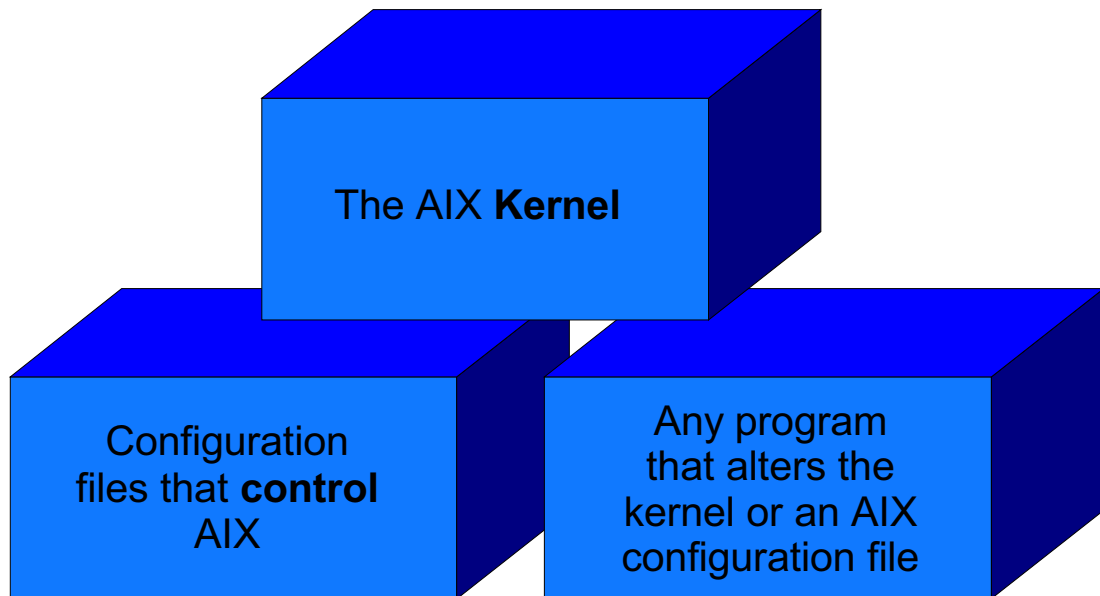 The AIX Kernel
Configuration
files that control
AIX
Any program
that alters the
kernel or an AIX
configuration file